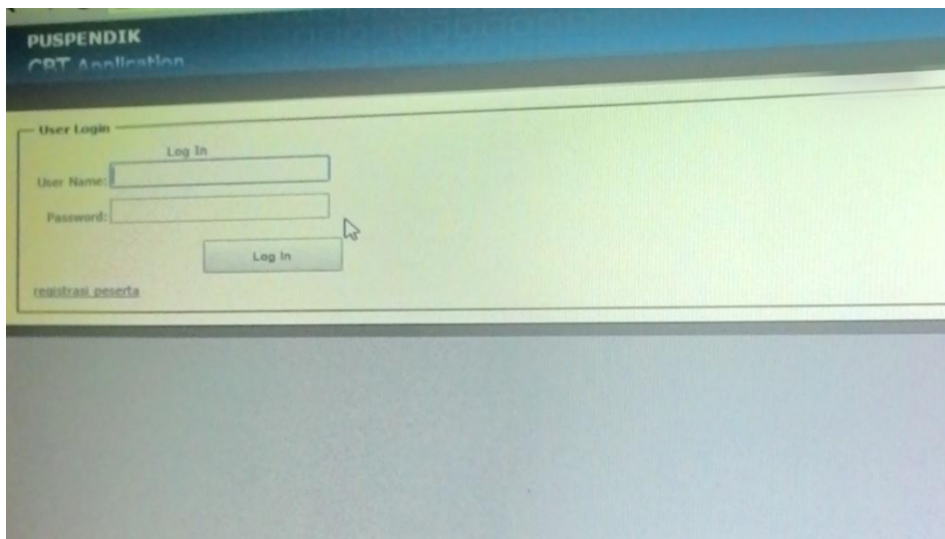 PUSPENDIK
CBT Application
User Login
Log In
User Name:
Password:
Log In
registrasi peserta